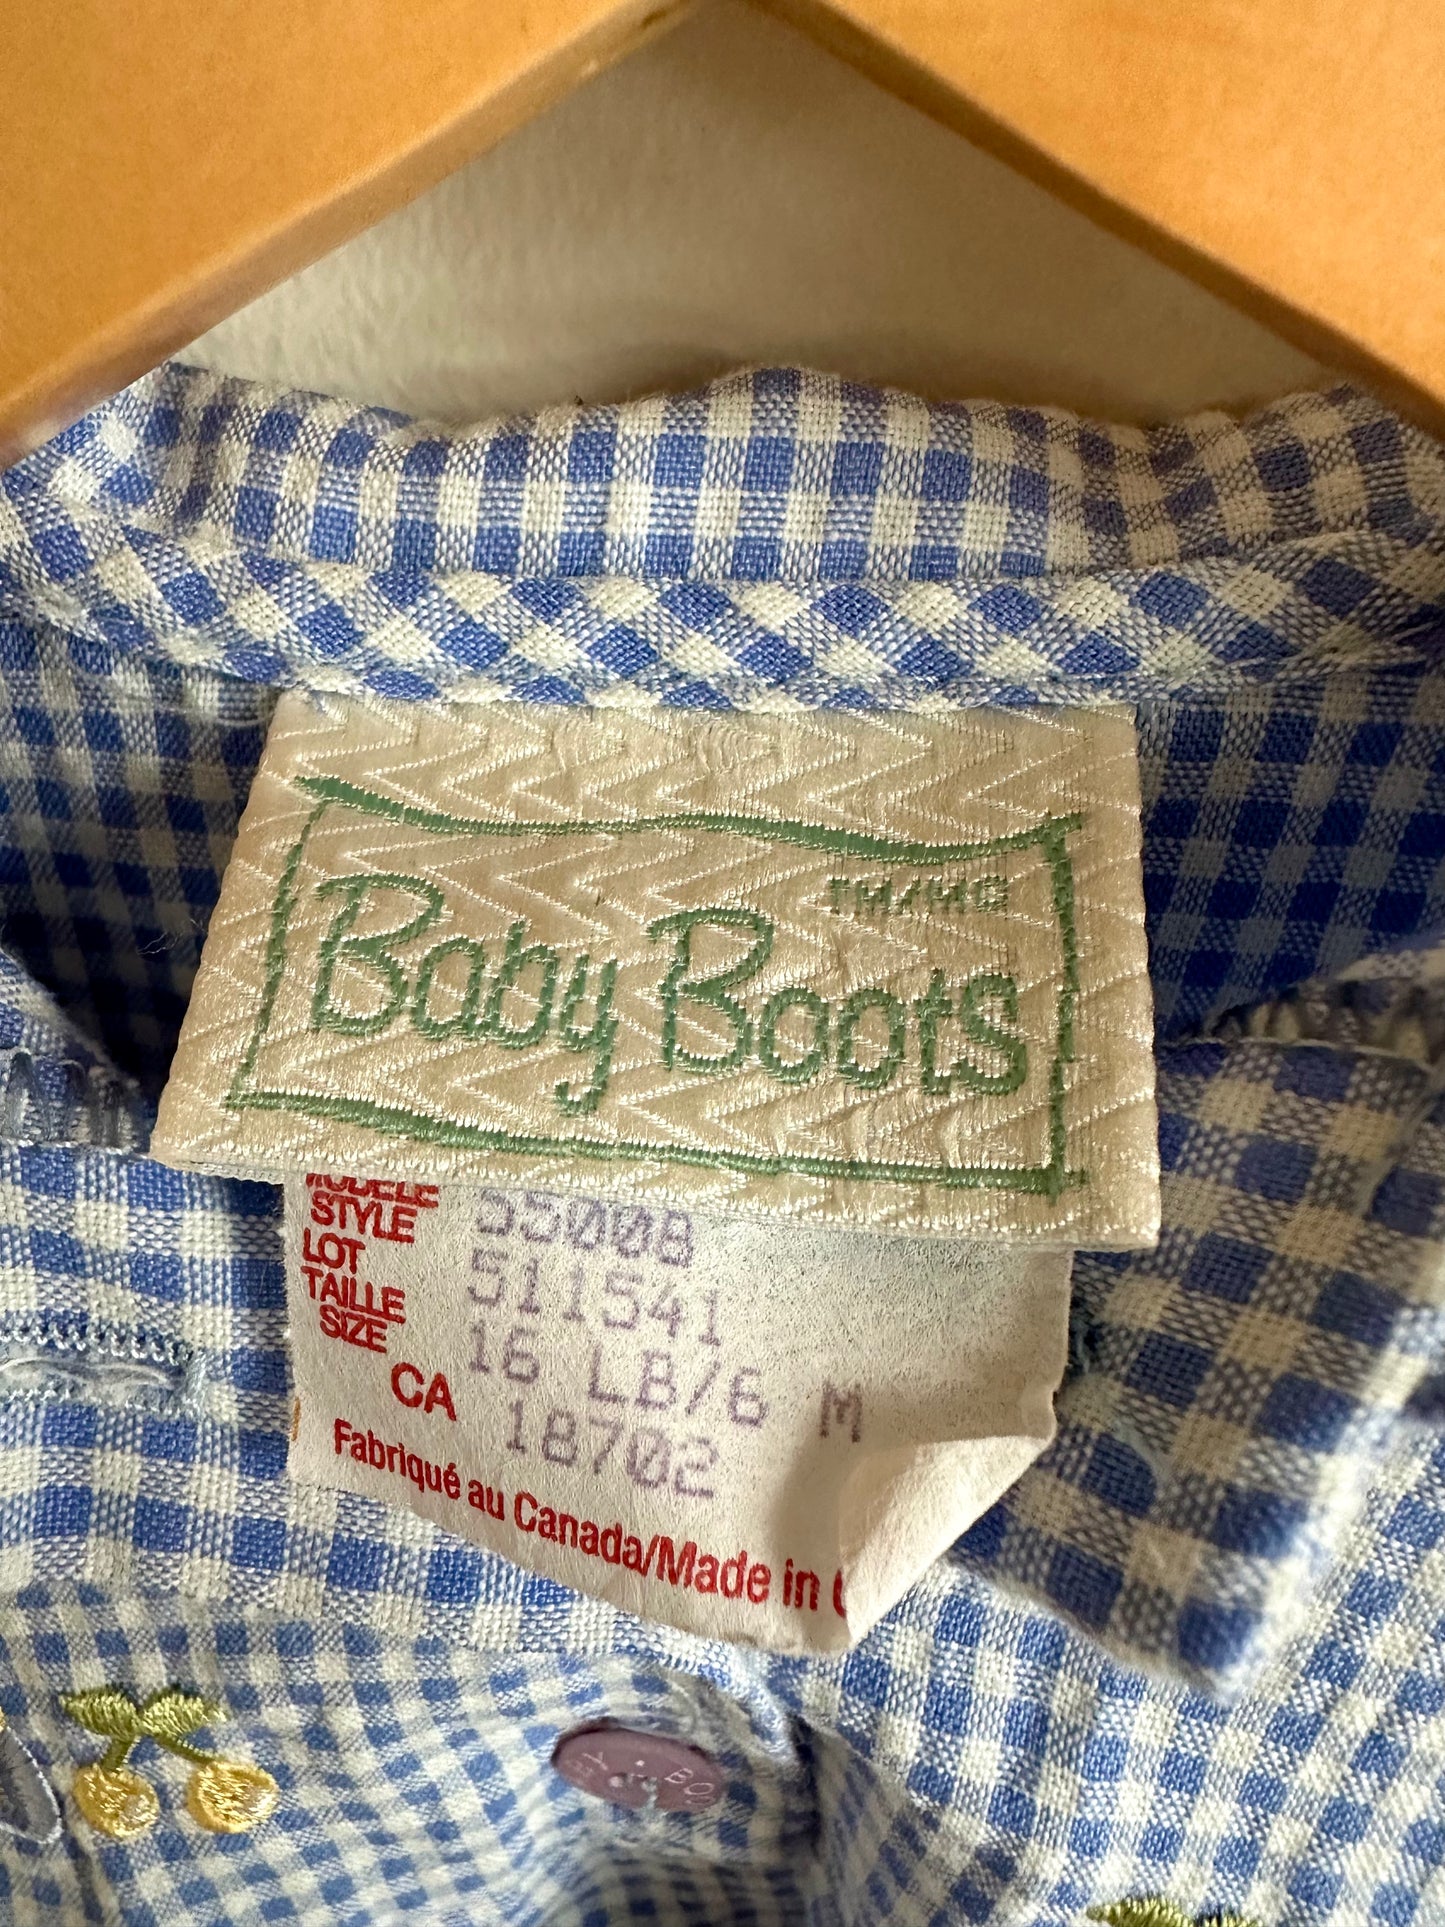 TM/MC
Baby Boots
MODÈLE 55008
STYLE
LOT 511541
TAILLE 16 LB/6 M
SIZE
CA 18702
Fabriqué au Canada/Made in